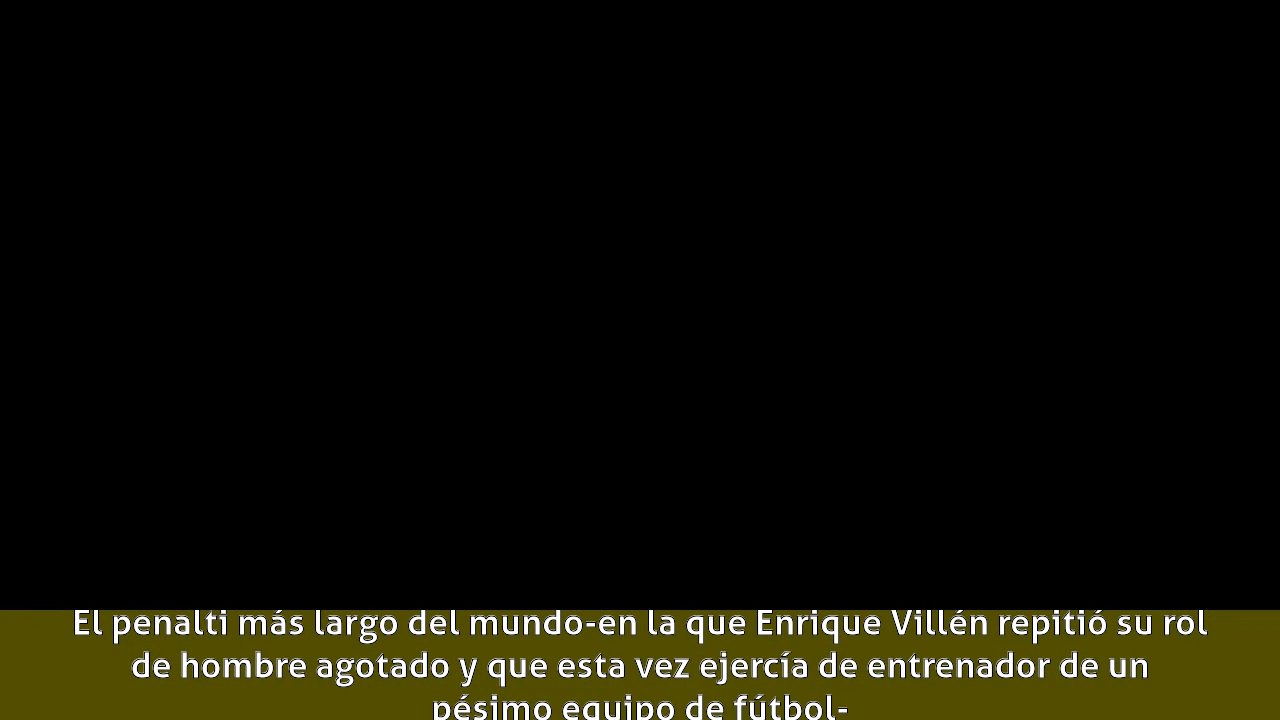 El penalti más largo del mundo-en la que Enrique Villén repitió su rol
de hombre agotado y que esta vez ejercía de entrenador de un
pésimo equipo de fútbol-